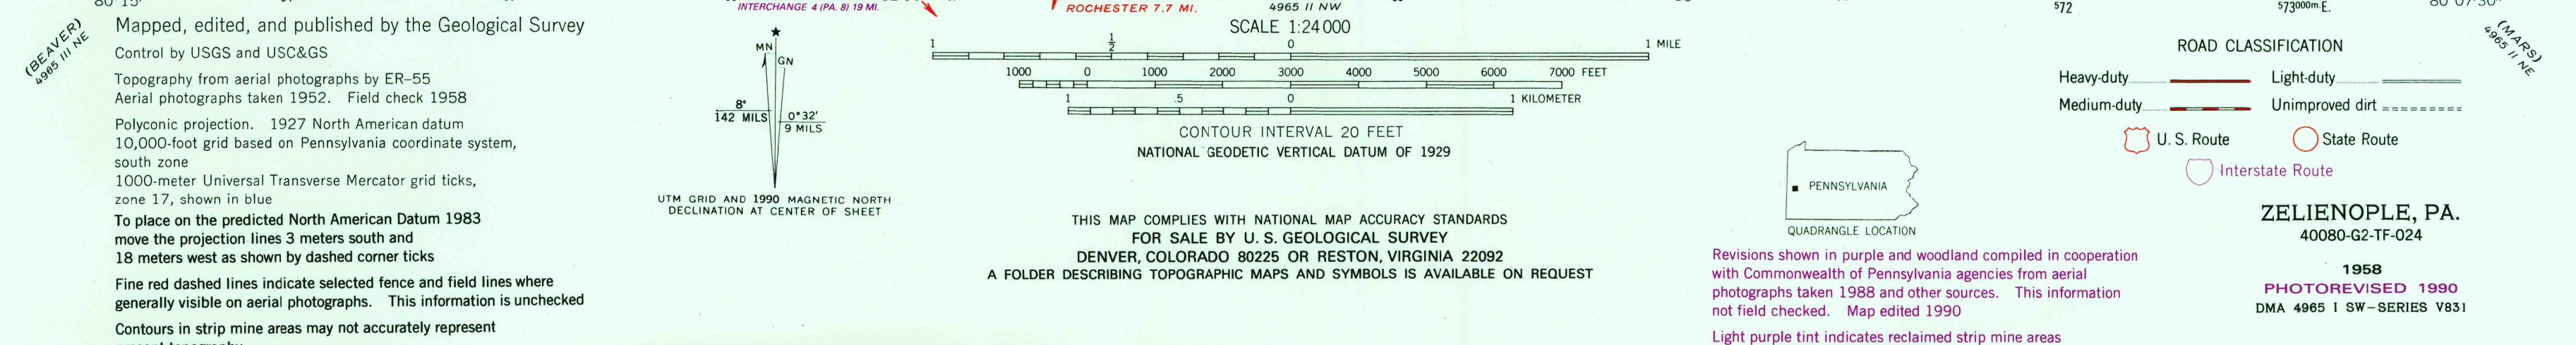 80°15'
INTERCHANGE 4 (PA. 8) 19 MI.
ROCHESTER 7.7 MI.
4965 II NW
572
573000m.E.
80°07'30"
(BEAVER)
4965 III NE
Mapped, edited, and published by the Geological Survey
Control by USGS and USC&GS
Topography from aerial photographs by ER–55
Aerial photographs taken 1952. Field check 1958
Polyconic projection. 1927 North American datum
10,000-foot grid based on Pennsylvania coordinate system,
south zone
1000-meter Universal Transverse Mercator grid ticks,
zone 17, shown in blue
To place on the predicted North American Datum 1983
move the projection lines 3 meters south and
18 meters west as shown by dashed corner ticks
Fine red dashed lines indicate selected fence and field lines where
generally visible on aerial photographs. This information is unchecked
Contours in strip mine areas may not accurately represent
MN
GN
8°
142 MILS
0°32'
9 MILS
UTM GRID AND 1990 MAGNETIC NORTH
DECLINATION AT CENTER OF SHEET
SCALE 1:24 000
1 ½ 0 1 MILE
1000 0 1000 2000 3000 4000 5000 6000 7000 FEET
1 .5 0 1 KILOMETER
CONTOUR INTERVAL 20 FEET
NATIONAL GEODETIC VERTICAL DATUM OF 1929
THIS MAP COMPLIES WITH NATIONAL MAP ACCURACY STANDARDS
FOR SALE BY U. S. GEOLOGICAL SURVEY
DENVER, COLORADO 80225 OR RESTON, VIRGINIA 22092
A FOLDER DESCRIBING TOPOGRAPHIC MAPS AND SYMBOLS IS AVAILABLE ON REQUEST
PENNSYLVANIA
QUADRANGLE LOCATION
Revisions shown in purple and woodland compiled in cooperation
with Commonwealth of Pennsylvania agencies from aerial
photographs taken 1988 and other sources. This information
not field checked. Map edited 1990
Light purple tint indicates reclaimed strip mine areas
ROAD CLASSIFICATION
Heavy-duty Light-duty
Medium-duty Unimproved dirt
U. S. Route State Route
Interstate Route
(MARS)
4965 II NE
ZELIENOPLE, PA.
40080-G2-TF-024
1958
PHOTOREVISED 1990
DMA 4965 I SW–SERIES V831